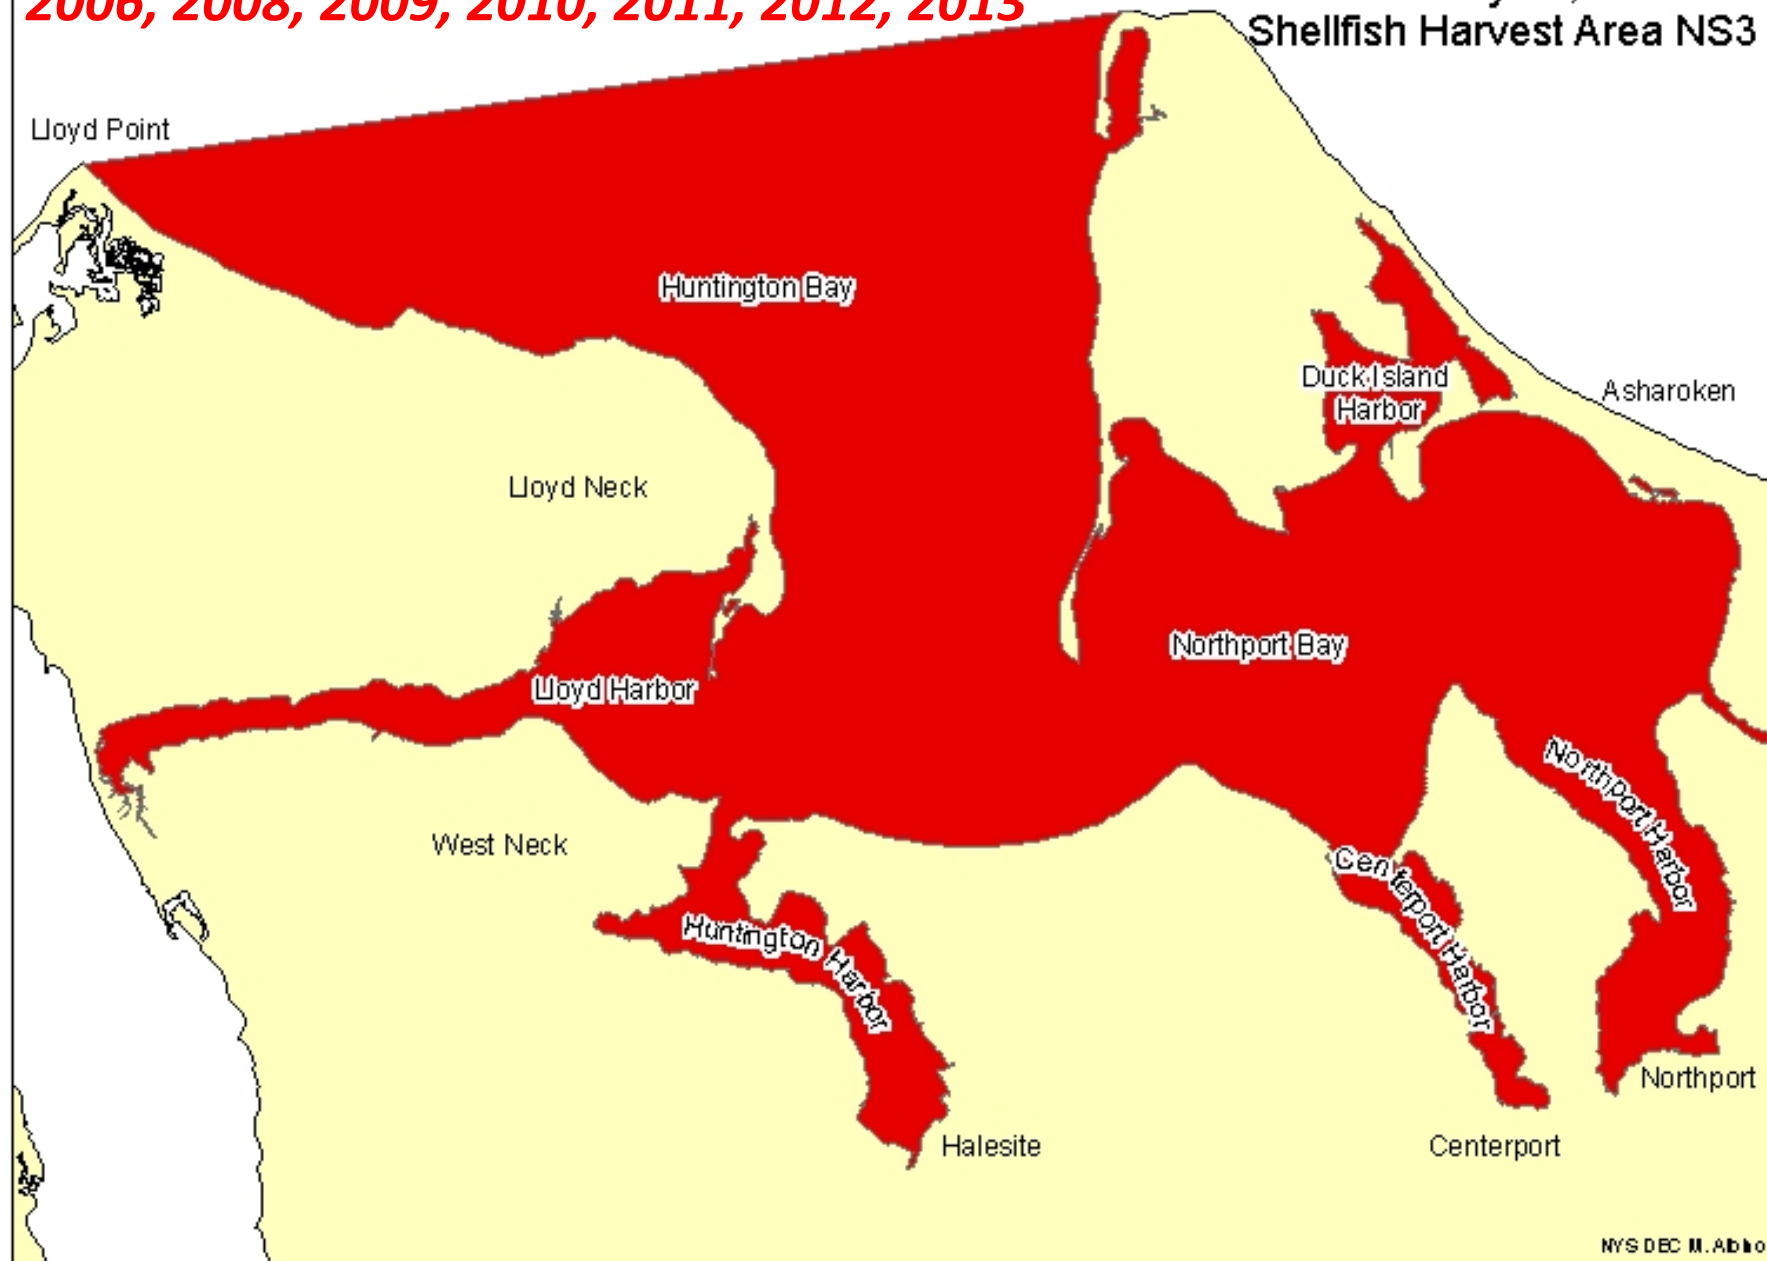 2006, 2008, 2009, 2010, 2011, 2012, 2013
Shellfish Harvest Area NS3
Lloyd Point
Huntington Bay
Duck Island
Harbor
Asharoken
Lloyd Neck
Northport Bay
Lloyd Harbor
Northport Harbor
West Neck
Centerport Harbor
Huntington Harbor
Northport
Halesite
Centerport
NYS DEC M.